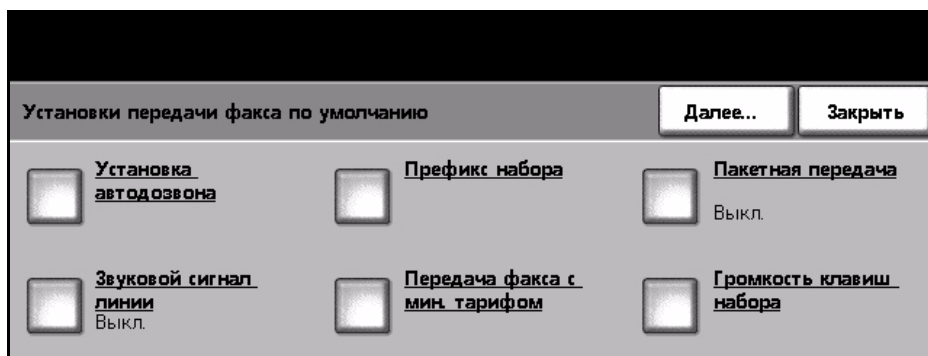 Установки передачи факса по умолчанию
Далее...
Закрыть
Установка
автодозвона
Префикс набора
Пакетная передача
Выкл.
Звуковой сигнал
линии
Выкл.
Передача факса с
мин. тарифом
Громкость клавиш
набора